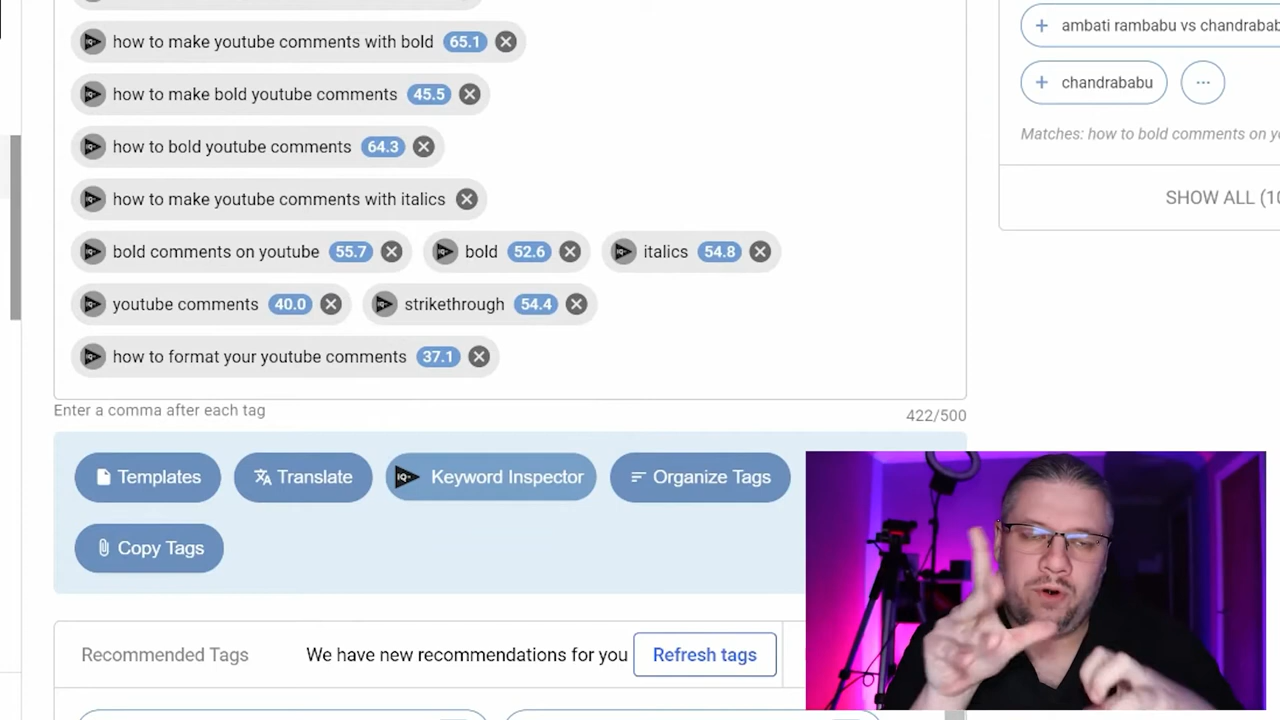 how to make youtube comments with bold 65.1
how to make bold youtube comments 45.5
how to bold youtube comments 64.3
how to make youtube comments with italics
bold comments on youtube 55.7 bold 52.6 italics 54.8
youtube comments 40.0 strikethrough 54.4
how to format your youtube comments 37.1
Enter a comma after each tag
422/500
Templates Translate IQ Keyword Inspector Organize Tags
Copy Tags
Recommended Tags We have new recommendations for you Refresh tags
+ ambati rambabu vs chandrabab
+ chandrababu ...
Matches: how to bold comments on yo
SHOW ALL (10